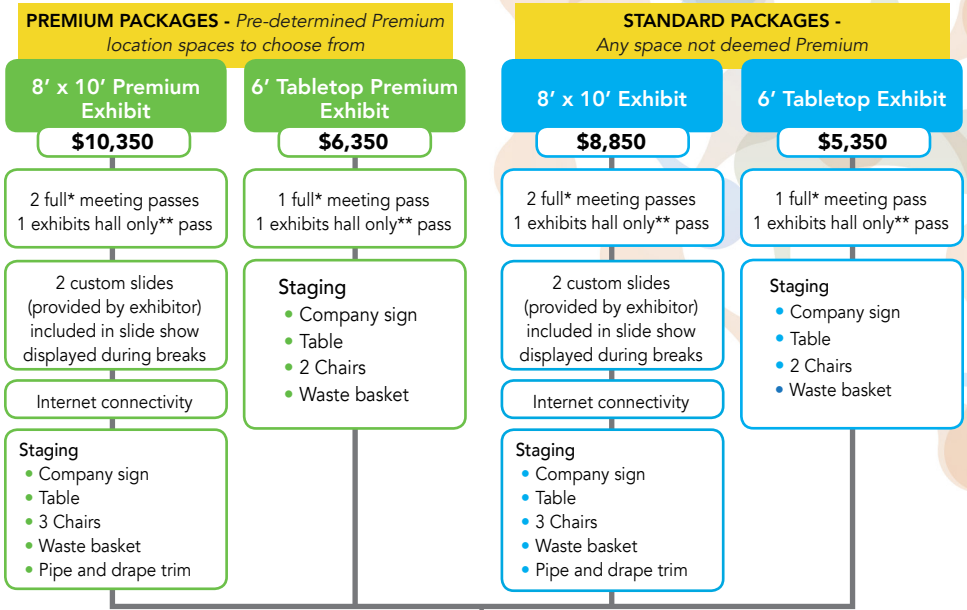 PREMIUM PACKAGES - Pre-determined Premium
location spaces to choose from
8’ x 10’ Premium
Exhibit
$10,350
2 full* meeting passes
1 exhibits hall only** pass
2 custom slides
(provided by exhibitor)
included in slide show
displayed during breaks
Internet connectivity
Staging
• Company sign
• Table
• 3 Chairs
• Waste basket
• Pipe and drape trim
6’ Tabletop Premium
Exhibit
$6,350
1 full* meeting pass
1 exhibits hall only** pass
Staging
• Company sign
• Table
• 2 Chairs
• Waste basket
STANDARD PACKAGES -
Any space not deemed Premium
8’ x 10’ Exhibit
$8,850
2 full* meeting passes
1 exhibits hall only** pass
2 custom slides
(provided by exhibitor)
included in slide show
displayed during breaks
Internet connectivity
Staging
• Company sign
• Table
• 3 Chairs
• Waste basket
• Pipe and drape trim
6’ Tabletop Exhibit
$5,350
1 full* meeting pass
1 exhibits hall only** pass
Staging
• Company sign
• Table
• 2 Chairs
• Waste basket